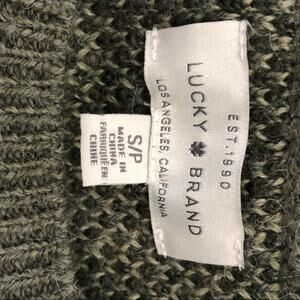 EST.1990
LUCKY BRAND
LOS ANGELES, CALIFORNIA
S/P
MADE IN
CHINA
FABRIQUÉ EN
CHINE